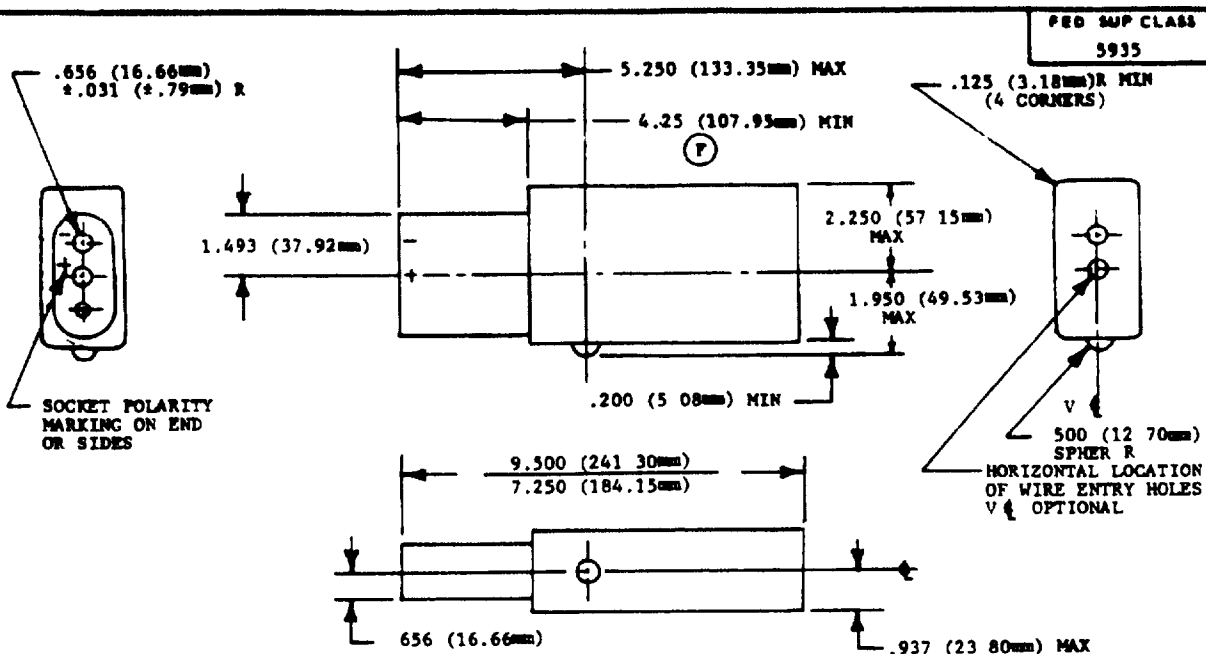 FED SUP CLASS
5935
.656 (16.66mm)
±.031 (±.79mm) R
5.250 (133.35mm) MAX
.125 (3.18mm)R MIN
(4 CORNERS)
4.25 (107.95mm) MIN
F
2.250 (57 15mm)
MAX
1.493 (37.92mm)
-
+
-
+
1.950 (49.53mm)
MAX
.200 (5 08mm) MIN
SOCKET POLARITY
MARKING ON END
OR SIDES
V ℄
500 (12 70mm)
SPHER R
HORIZONTAL LOCATION
OF WIRE ENTRY HOLES
V ℄ OPTIONAL
9.500 (241 30mm)
7.250 (184.15mm)
℄
656 (16.66mm)
.937 (23 80mm) MAX